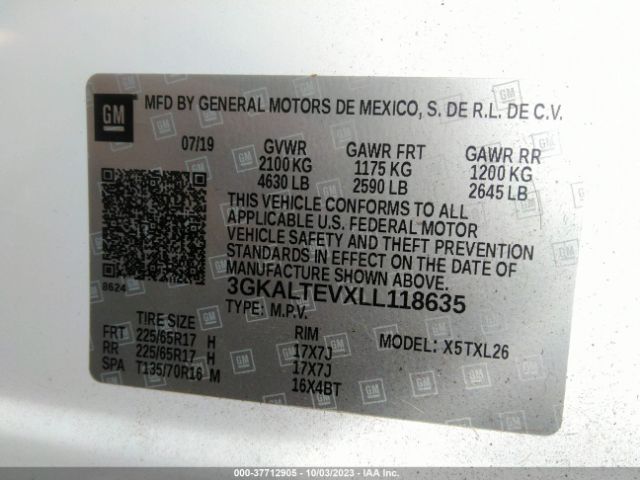 GM MFD BY GENERAL MOTORS DE MEXICO, S. DE R.L. DE C.V.
07/19 GVWR GAWR FRT GAWR RR
2100 KG 1175 KG 1200 KG
4630 LB 2590 LB 2645 LB
THIS VEHICLE CONFORMS TO ALL
APPLICABLE U.S. FEDERAL MOTOR
VEHICLE SAFETY AND THEFT PREVENTION
STANDARDS IN EFFECT ON THE DATE OF
MANUFACTURE SHOWN ABOVE.
8624
3GKALTEVXLL118635
TYPE: M.P.V.
TIRE SIZE RIM MODEL: X5TXL26
FRT 225/65R17 H 17X7J
RR 225/65R17 H 17X7J
SPA T135/70R16 M 16X4BT
000-37712905 - 10/03/2023 - IAAI.COM